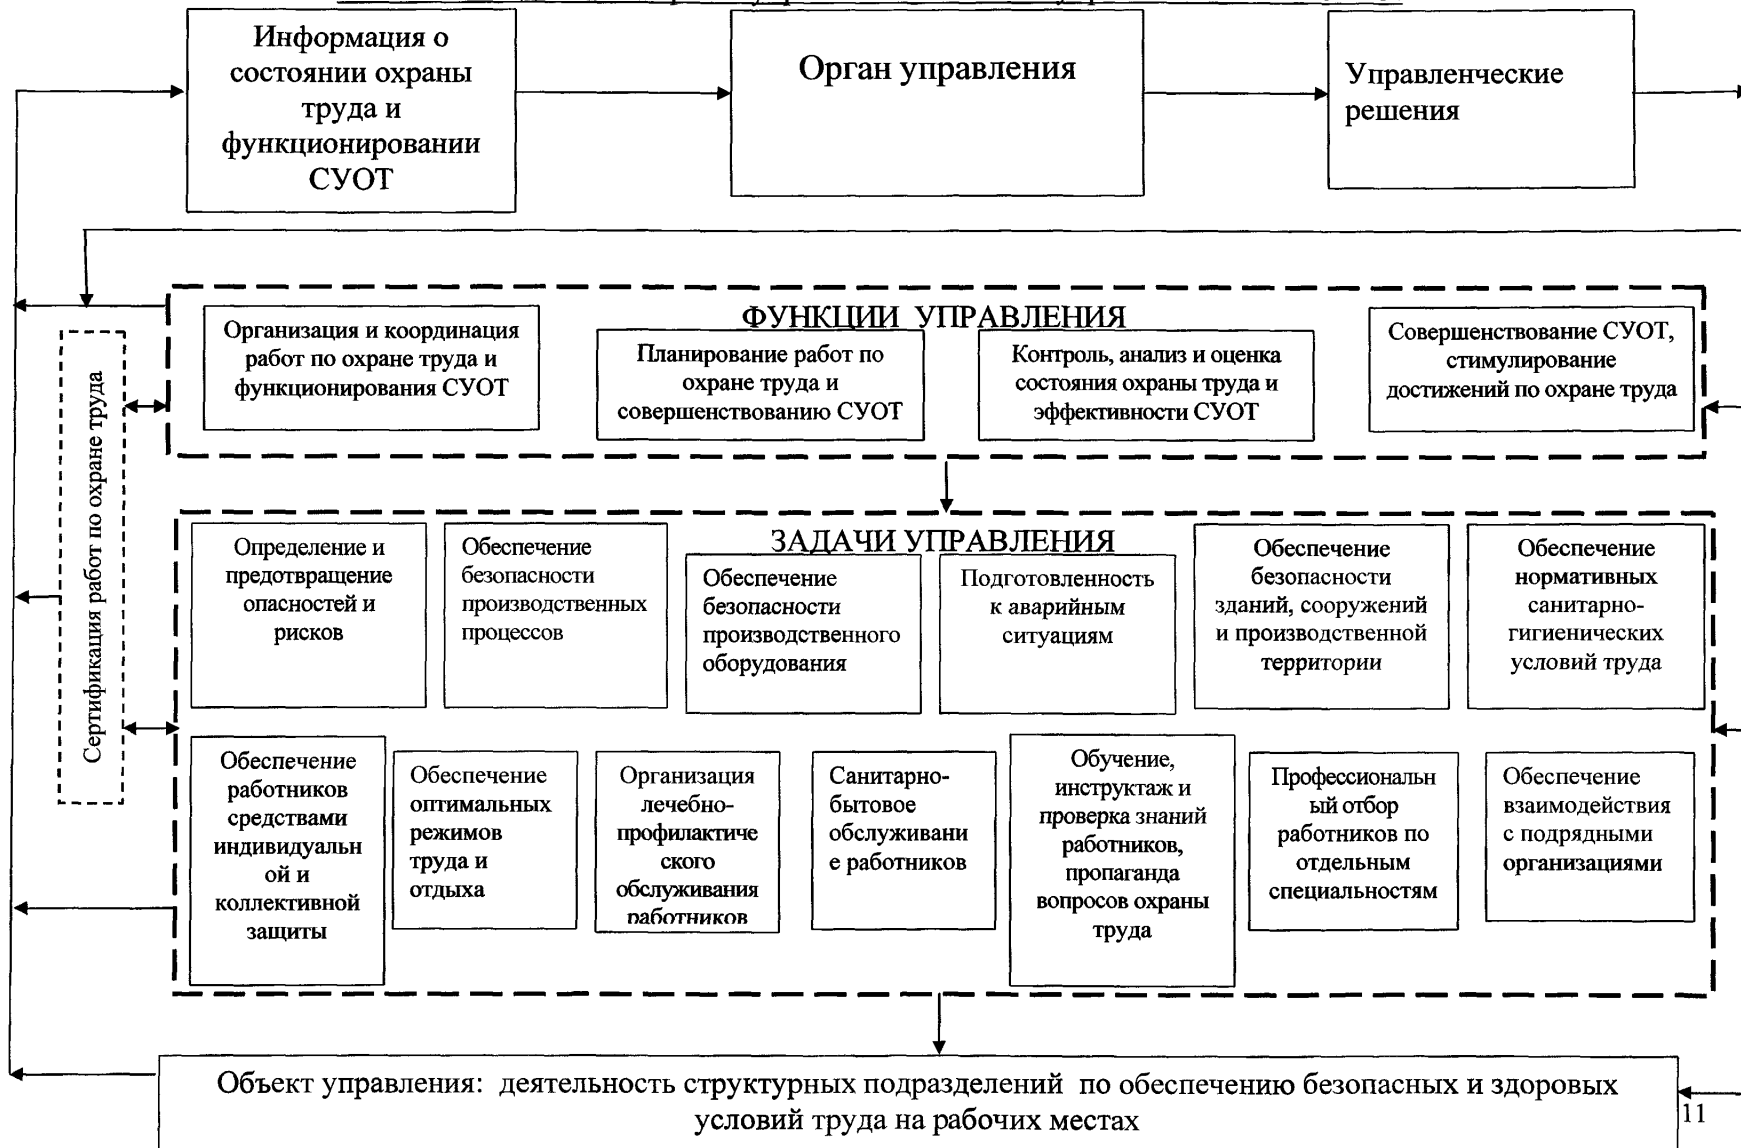 Информация о
состоянии охраны
труда и
функционировании
СУОТ
Орган управления
Управленческие
решения
ФУНКЦИИ УПРАВЛЕНИЯ
Организация и координация
работ по охране труда и
функционирования СУОТ
Планирование работ по
охране труда и
совершенствованию СУОТ
Контроль, анализ и оценка
состояния охраны труда и
эффективности СУОТ
Совершенствование СУОТ,
стимулирование
достижений по охране труда
Сертификация работ по охране труда
ЗАДАЧИ УПРАВЛЕНИЯ
Определение и
предотвращение
опасностей и
рисков
Обеспечение
безопасности
производственных
процессов
Обеспечение
безопасности
производственного
оборудования
Подготовленность
к аварийным
ситуациям
Обеспечение
безопасности
зданий, сооружений
и производственной
территории
Обеспечение
нормативных
санитарно-
гигиенических
условий труда
Обеспечение
работников
средствами
индивидуальн
ой и
коллективной
защиты
Обеспечение
оптимальных
режимов
труда и
отдыха
Организация
лечебно-
профилактиче
ского
обслуживания
работников
Санитарно-
бытовое
обслуживани
е работников
Обучение,
инструктаж и
проверка знаний
работников,
пропаганда
вопросов охраны
труда
Профессиональн
ый отбор
работников по
отдельным
специальностям
Обеспечение
взаимодействия
с подрядными
организациями
Объект управления: деятельность структурных подразделений по обеспечению безопасных и здоровых
условий труда на рабочих местах
11